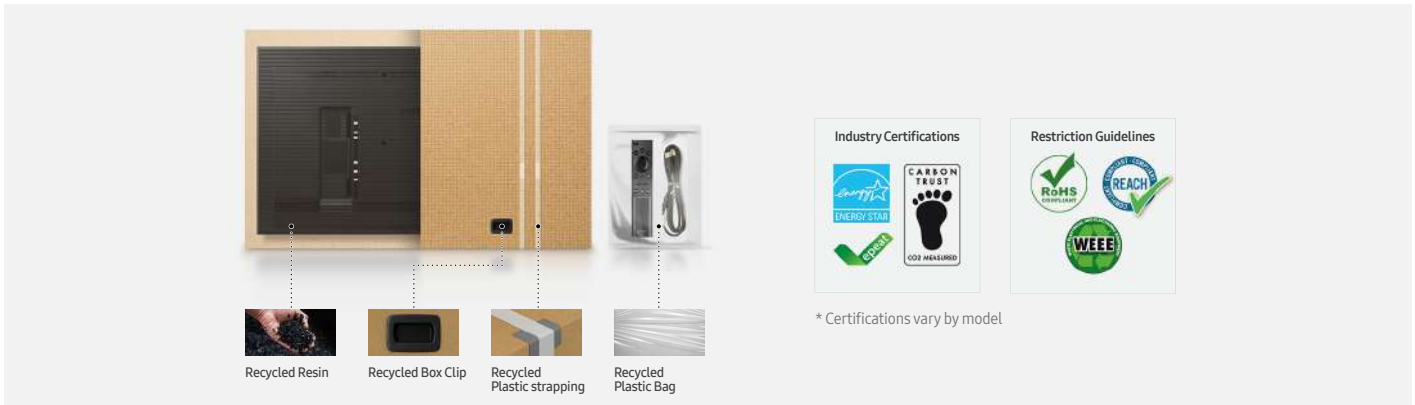 Recycled Resin
Recycled Box Clip
Recycled
Plastic strapping
Recycled
Plastic Bag
Industry Certifications
energy
ENERGY STAR
CARBON
TRUST
CO2 MEASURED
epeat
Restriction Guidelines
RoHS
COMPLIANT
REACH
COMPLIANT
WEEE
* Certifications vary by model